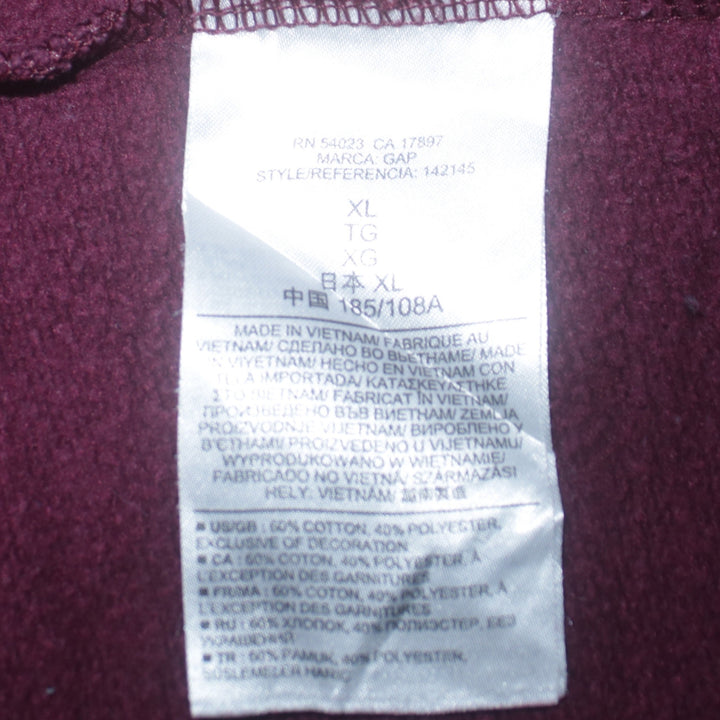 RN 54023 CA 17897
MARCA: GAP
STYLE/REFERENCIA: 142145
XL
TG
XG
日本 XL
中国 185/108A
MADE IN VIETNAM/ FABRIQUE AU
VIETNAM/ СДЕЛАНО ВО ВЬЕТНАМЕ/ MADE
IN VIYETNAM/ HECHO EN VIETNAM CON
TELA IMPORTADA/ ΚΑΤΑΣΚΕΥΑΣΤΗΚΕ
ΣΤΟ ΒΙΕΤΝΑΜ/ FABRICAT ÎN VIETNAM/
ПРОИЗВЕДЕНО ВЪВ ВИЕТНАМ/ ZEMLJA
PROIZVODNJE VIJETNAM/ ВИРОБЛЕНО У
В'ЄТНАМІ/ PROIZVEDENO U VIJETNAMU/
WYPRODUKOWANO W WIETNAMIE/
FABRICADO NO VIETNÃ/ SZÁRMAZÁSI
HELY: VIETNÁM/ 越南製造
■ US/GB : 60% COTTON, 40% POLYESTER,
EXCLUSIVE OF DECORATION
■ CA : 60% COTON, 40% POLYESTER, À
L'EXCEPTION DES GARNITURES
■ FR/MA : 60% COTON, 40% POLYESTER, À
L'EXCEPTION DES GARNITURES
■ RU : 60% ХЛОПОК, 40% ПОЛИЭСТЕР, БЕЗ
УКРАШЕНИЙ
■ TR : 60% PAMUK, 40% POLYESTER,
SÜSLEMELER HARİÇ